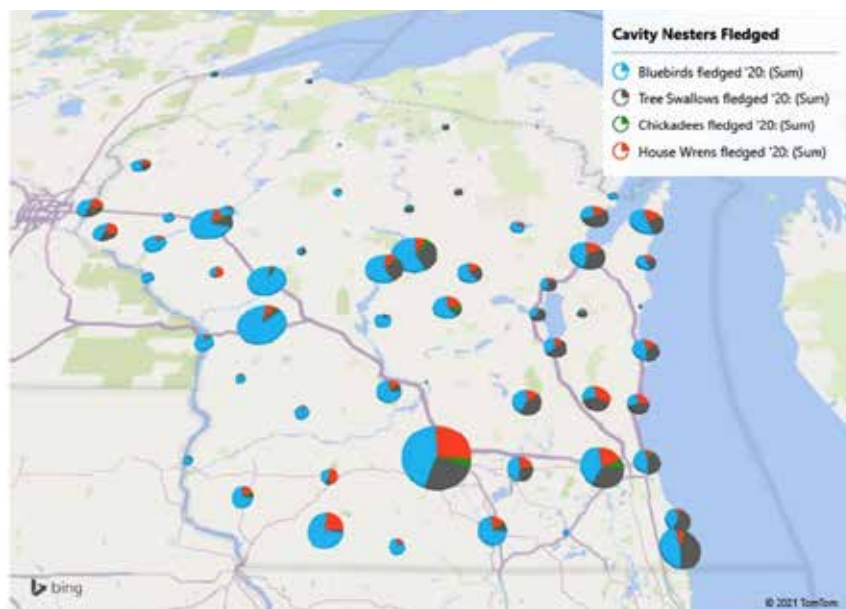 Cavity Nesters Fledged
Bluebirds fledged '20: (Sum)
Tree Swallows fledged '20: (Sum)
Chickadees fledged '20: (Sum)
House Wrens fledged '20: (Sum)
bing
© 2021 TomTom